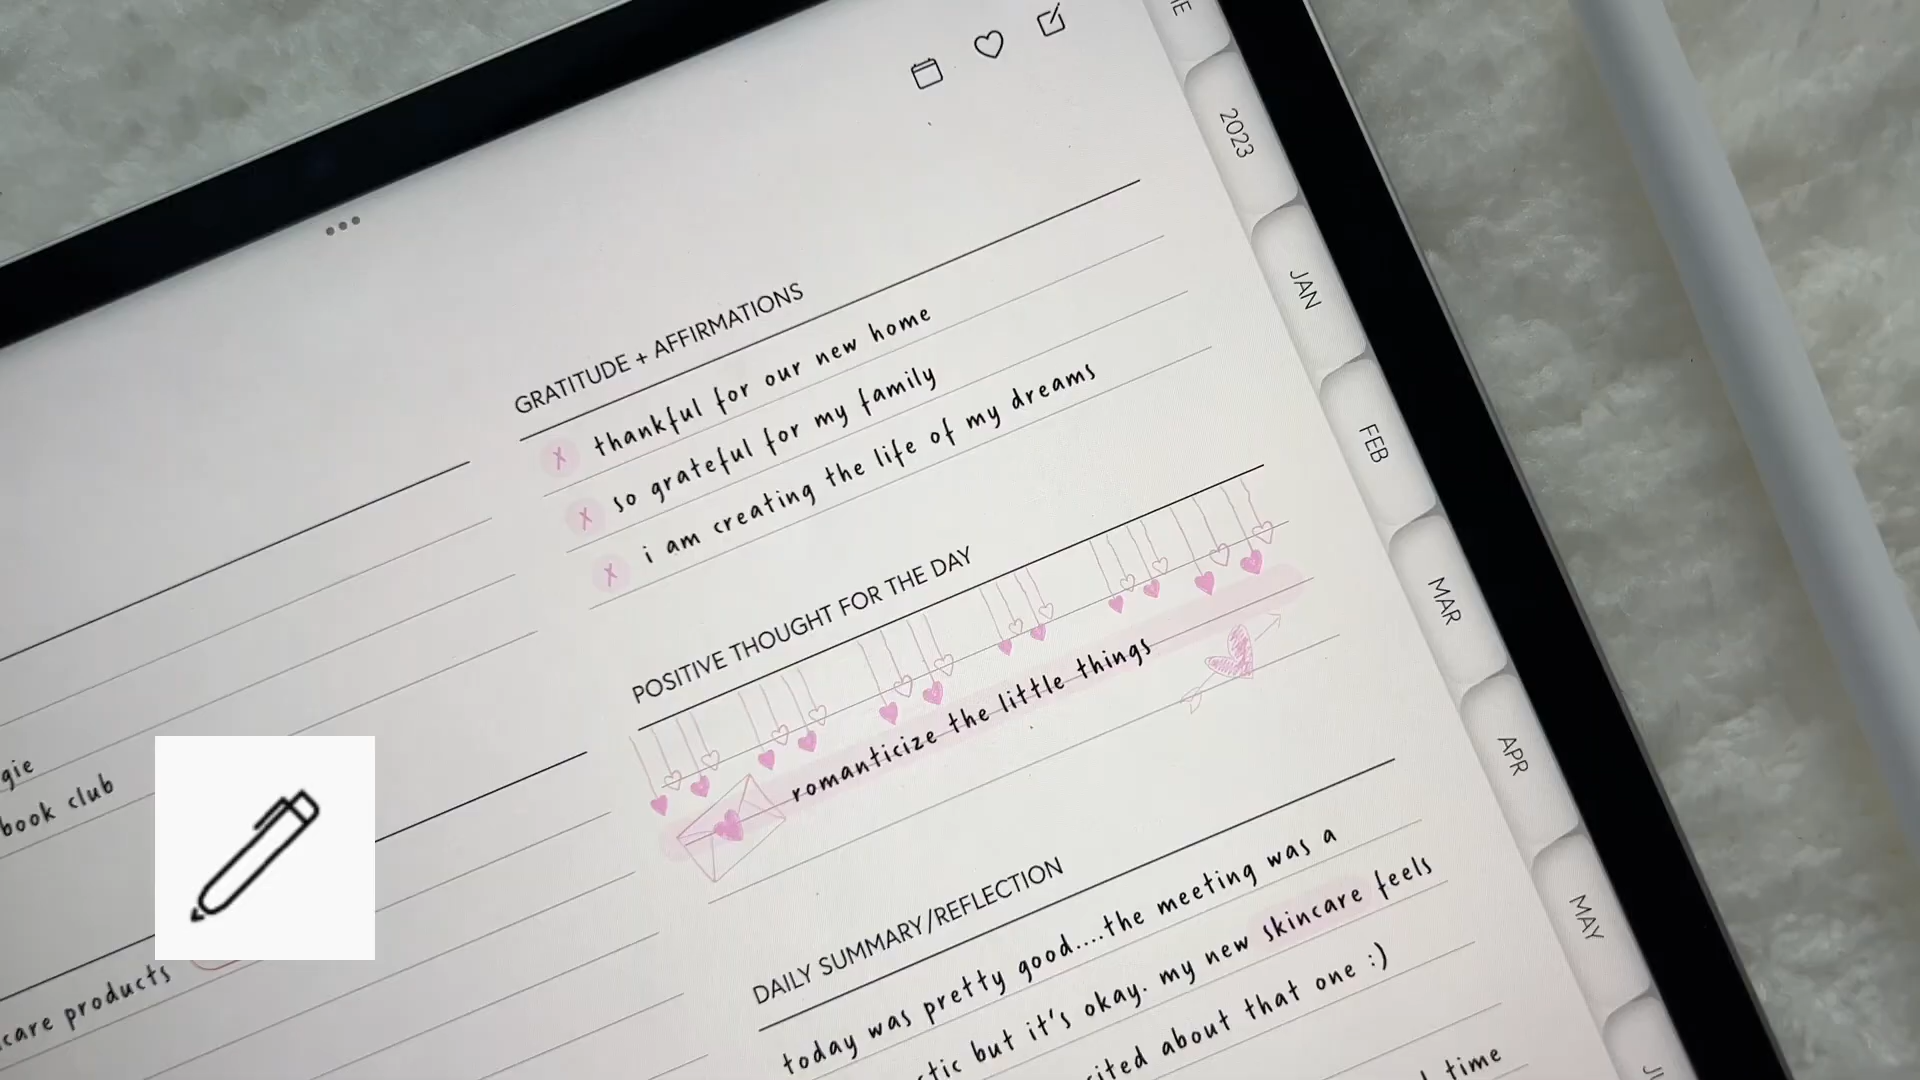 2023
JAN
FEB
MAR
APR
MAY
GRATITUDE + AFFIRMATIONS
x thankful for our new home
x so grateful for my family
x i am creating the life of my dreams
POSITIVE THOUGHT FOR THE DAY
romanticize the little things
DAILY SUMMARY/REFLECTION
today was pretty good....the meeting was a
but it's okay. my new skincare feels
about that one :)
time
book club
care products